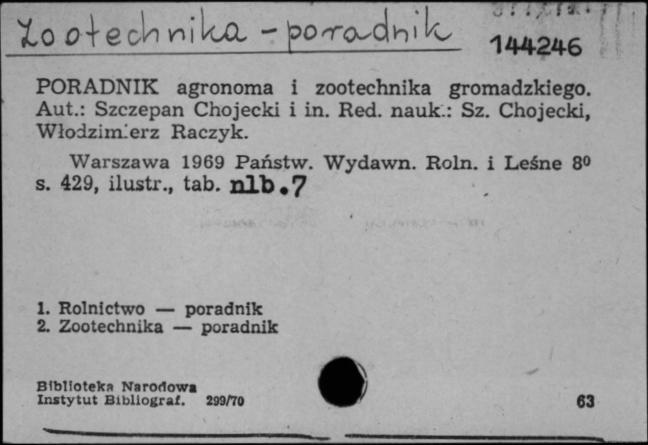 Zootechnika - poradnik
144246
PORADNIK agronoma i zootechnika gromadzkiego.
Aut.: Szczepan Chojecki i in. Red. nauk.: Sz. Chojecki,
Włodzimierz Raczyk.
Warszawa 1969 Państw. Wydawn. Roln. i Leśne 8⁰
s. 429, ilustr., tab. nlb.7
1. Rolnictwo — poradnik
2. Zootechnika — poradnik
Biblioteka Narodowa
Instytut Bibliograf. 299/70
63